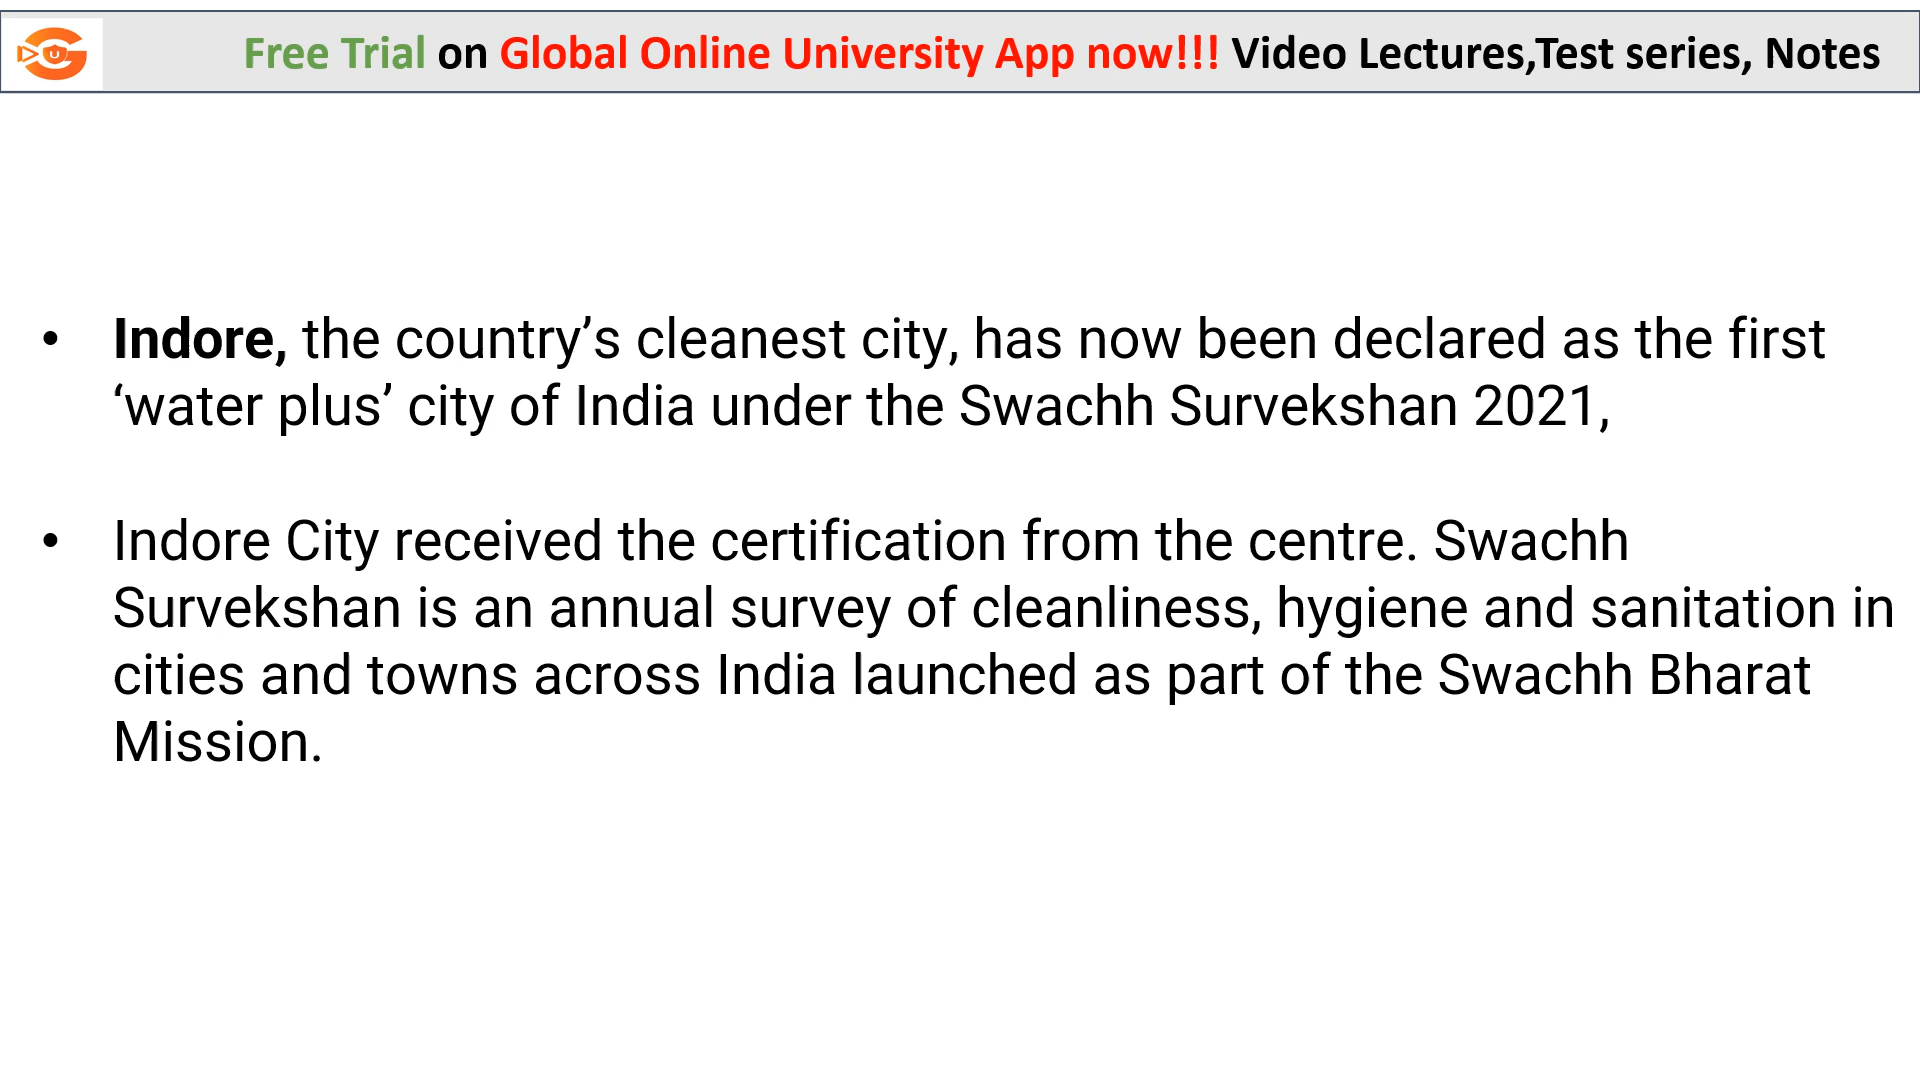 Free Trial on Global Online University App now!!! Video Lectures,Test series, Notes
• Indore, the country’s cleanest city, has now been declared as the first
‘water plus’ city of India under the Swachh Survekshan 2021,
• Indore City received the certification from the centre. Swachh
Survekshan is an annual survey of cleanliness, hygiene and sanitation in
cities and towns across India launched as part of the Swachh Bharat
Mission.